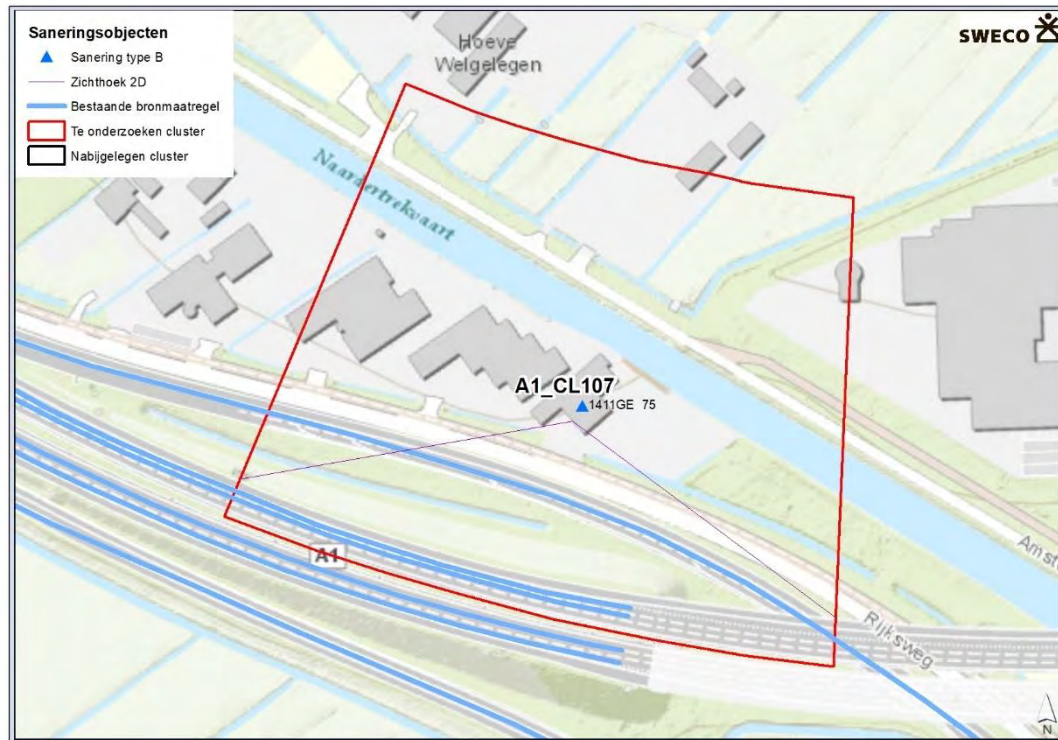 Saneringsobjecten
Sanering type B
Zichthoek 2D
Bestaande bronmaatregel
Te onderzoeken cluster
Nabijgelegen cluster
SWECO
Hoeve
Welgelegen
Naardertrekvaart
A1_CL107
1411GE 75
A1
Amste
Rijksweg
N